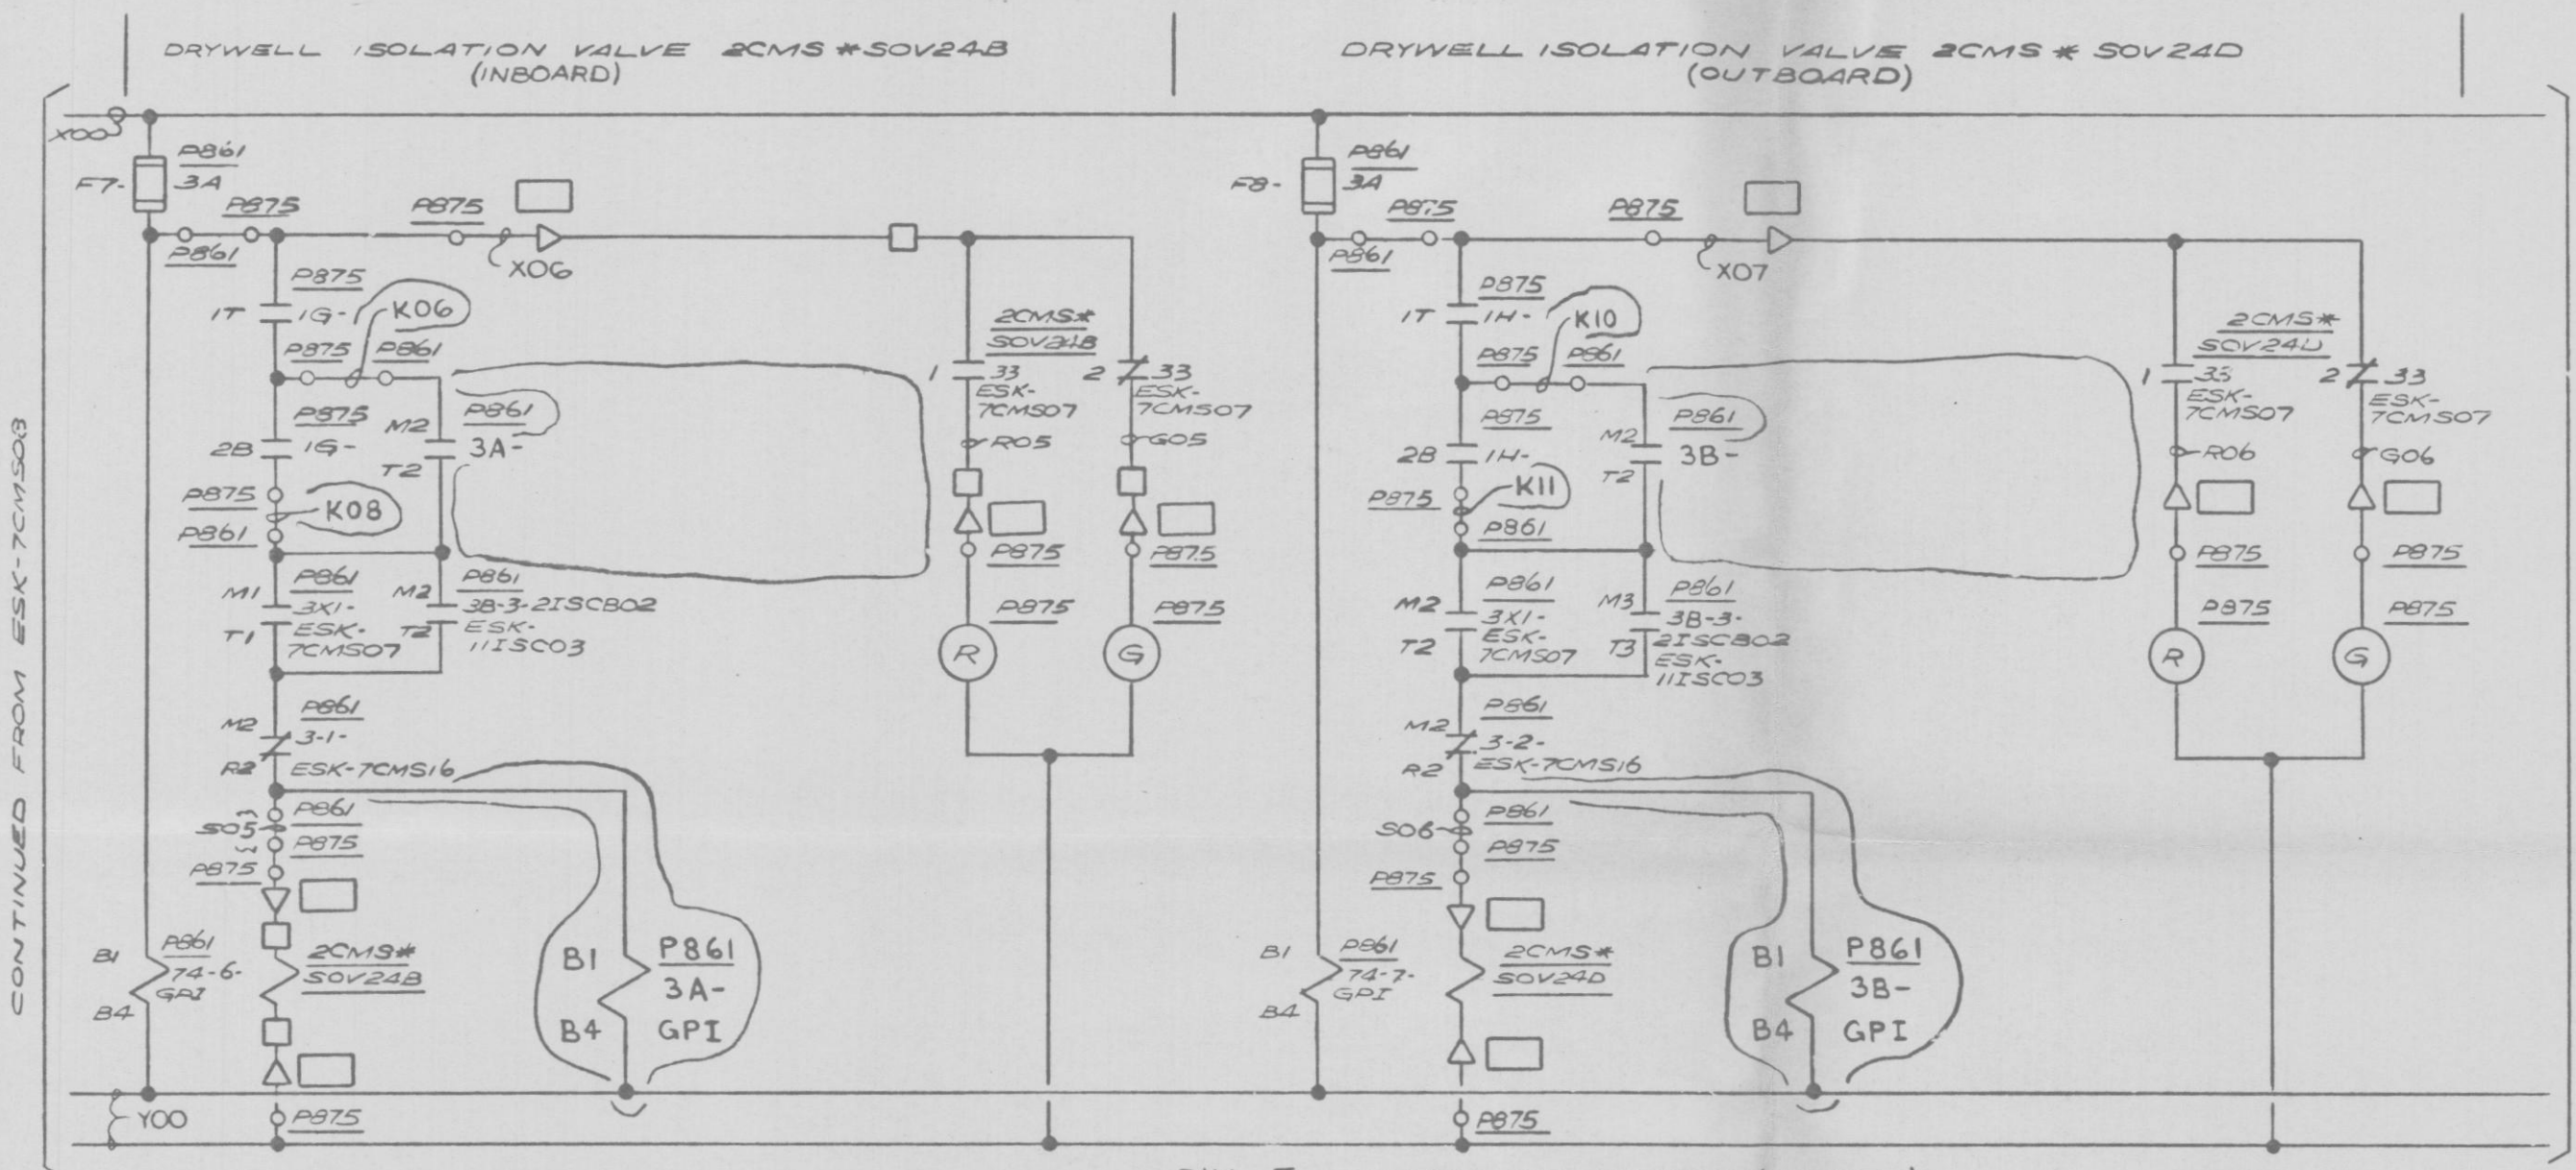 DRYWELL ISOLATION VALVE 2CMS*SOV24B
(INBOARD)
DRYWELL ISOLATION VALVE 2CMS*SOV24D
(OUTBOARD)
CONTINUED FROM ESK-7CMS08
X00
P861
F7-
3A
P875
P861
P875
X06
P875
1T
1G-
K06
P875
P861
P875
2B
1G-
M2
P861
3A-
T2
P875
K08
P861
M1
P861
3X1-
T1
ESK-
7CMS07
M2
P861
3B-3-2ISCB02
T2
ESK-
11ISC03
M2
P861
3-1-
R2
ESK-7CMS16
P861
S05
P875
P875
2CMS*
SOV24B
B1
P861
74-6-
GPI
B4
B1
P861
3A-
B4
GPI
Y00
P875
2CMS*
SOV24B
1
33
ESK-
7CMS07
R05
P875
P875
R
2
33
ESK-
7CMS07
G05
P875
P875
G
P861
F8-
3A
P875
P861
P875
X07
P875
1T
1H-
K10
P875
P861
P875
2B
1H-
M2
P861
3B-
T2
P875
K11
P861
M2
P861
3X1-
T2
ESK-
7CMS07
M3
P861
3B-3-
2ISCB02
T3
ESK-
11ISC03
M2
P861
3-2-
R2
ESK-7CMS16
P861
S06
P875
P875
2CMS*
SOV24D
B1
P861
74-7-
GPI
B4
B1
P861
3B-
B4
GPI
P875
2CMS*
SOV24D
1
33
ESK-
7CMS07
R06
P875
P875
R
2
33
ESK-
7CMS07
G06
P875
P875
G